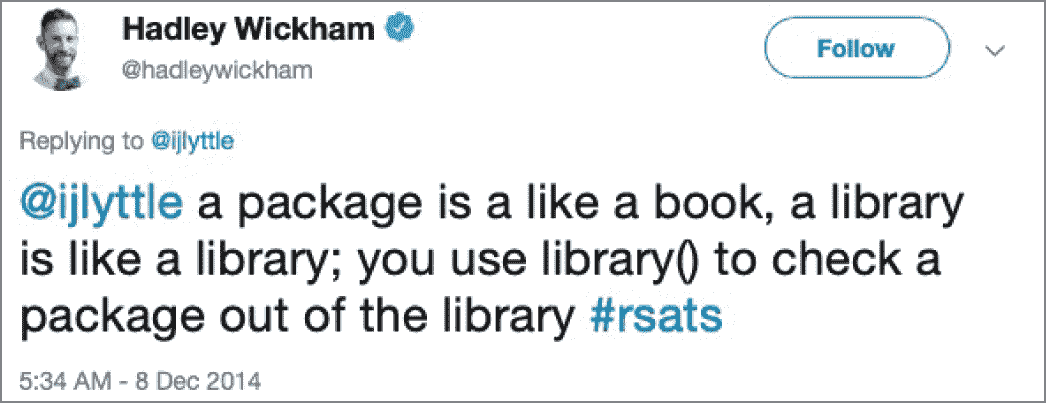 Hadley Wickham
@hadleywickham
Follow
Replying to @ijlyttle
@ijlyttle a package is a like a book, a library
is like a library; you use library() to check a
package out of the library #rsats
5:34 AM - 8 Dec 2014